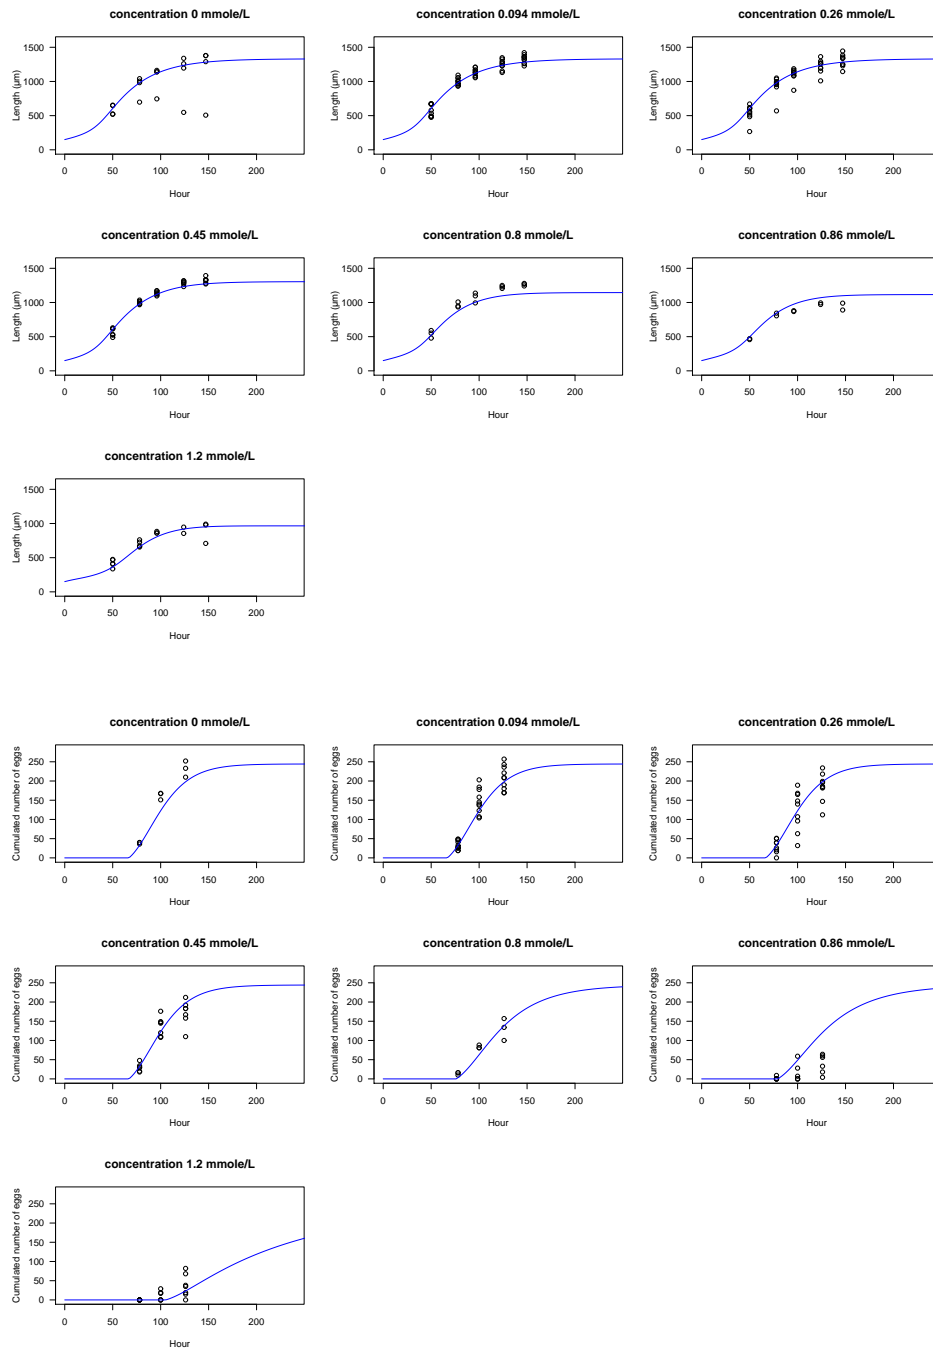 concentration 0 mmole/L
concentration 0.094 mmole/L
concentration 0.26 mmole/L
Length (µm)
1500
1000
500
0
0 50 100 150 200
Hour
Length (µm)
1500
1000
500
0
0 50 100 150 200
Hour
Length (µm)
1500
1000
500
0
0 50 100 150 200
Hour
concentration 0.45 mmole/L
concentration 0.8 mmole/L
concentration 0.86 mmole/L
Length (µm)
1500
1000
500
0
0 50 100 150 200
Hour
Length (µm)
1500
1000
500
0
0 50 100 150 200
Hour
Length (µm)
1500
1000
500
0
0 50 100 150 200
Hour
concentration 1.2 mmole/L
Length (µm)
1500
1000
500
0
0 50 100 150 200
Hour
concentration 0 mmole/L
concentration 0.094 mmole/L
concentration 0.26 mmole/L
Cumulated number of eggs
250
200
150
100
50
0
0 50 100 150 200
Hour
Cumulated number of eggs
250
200
150
100
50
0
0 50 100 150 200
Hour
Cumulated number of eggs
250
200
150
100
50
0
0 50 100 150 200
Hour
concentration 0.45 mmole/L
concentration 0.8 mmole/L
concentration 0.86 mmole/L
Cumulated number of eggs
250
200
150
100
50
0
0 50 100 150 200
Hour
Cumulated number of eggs
250
200
150
100
50
0
0 50 100 150 200
Hour
Cumulated number of eggs
250
200
150
100
50
0
0 50 100 150 200
Hour
concentration 1.2 mmole/L
Cumulated number of eggs
250
200
150
100
50
0
0 50 100 150 200
Hour